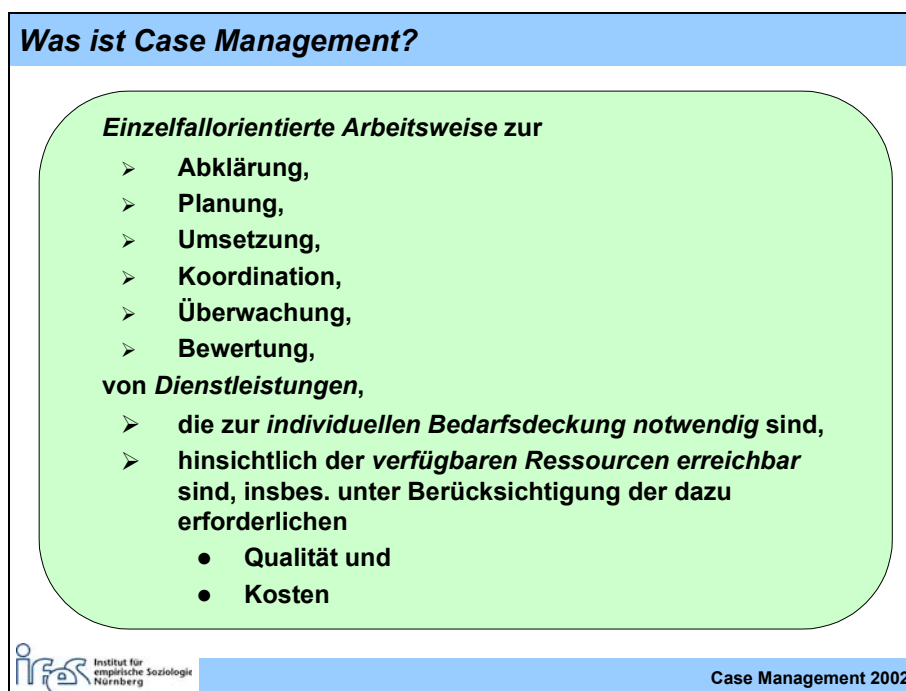 Was ist Case Management?
Einzelfallorientierte Arbeitsweise zur
➢ Abklärung,
➢ Planung,
➢ Umsetzung,
➢ Koordination,
➢ Überwachung,
➢ Bewertung,
von Dienstleistungen,
➢ die zur individuellen Bedarfsdeckung notwendig sind,
➢ hinsichtlich der verfügbaren Ressourcen erreichbar
sind, insbes. unter Berücksichtigung der dazu
erforderlichen
● Qualität und
● Kosten
ifes
Institut für
empirische Soziologie
Nürnberg
Case Management 2002